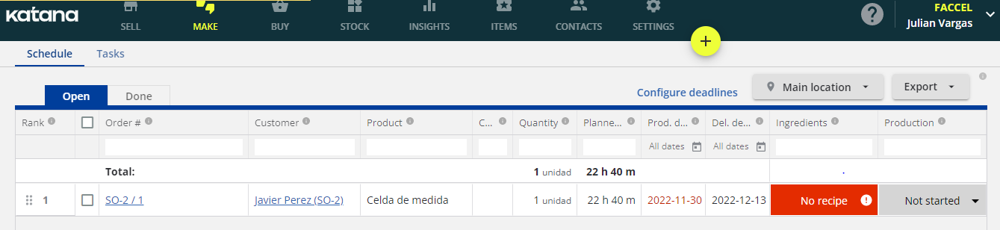 katana
SELL
MAKE
BUY
STOCK
INSIGHTS
ITEMS
CONTACTS
SETTINGS
?
FACCEL
Julian Vargas
+
Schedule Tasks
Open Done
Configure deadlines
Main location
Export
Rank Order # Customer Product C... Quantity Planne... Prod. d... Del. de... Ingredients Production
All dates All dates
Total: 1 unidad 22 h 40 m
1 SO-2 / 1 Javier Perez (SO-2) Celda de medida 1 unidad 22 h 40 m 2022-11-30 2022-12-13 No recipe Not started